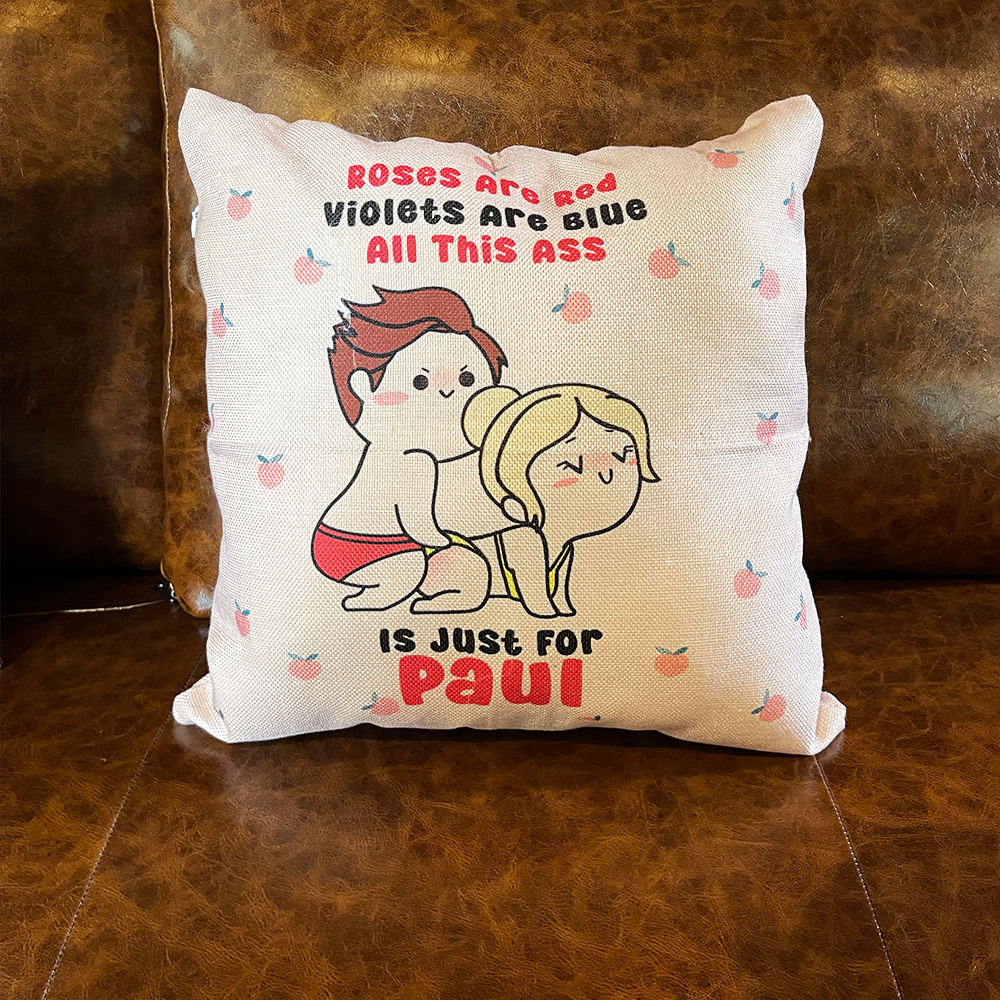 Roses Are Red
Violets Are Blue
All This Ass
Is Just For
Paul